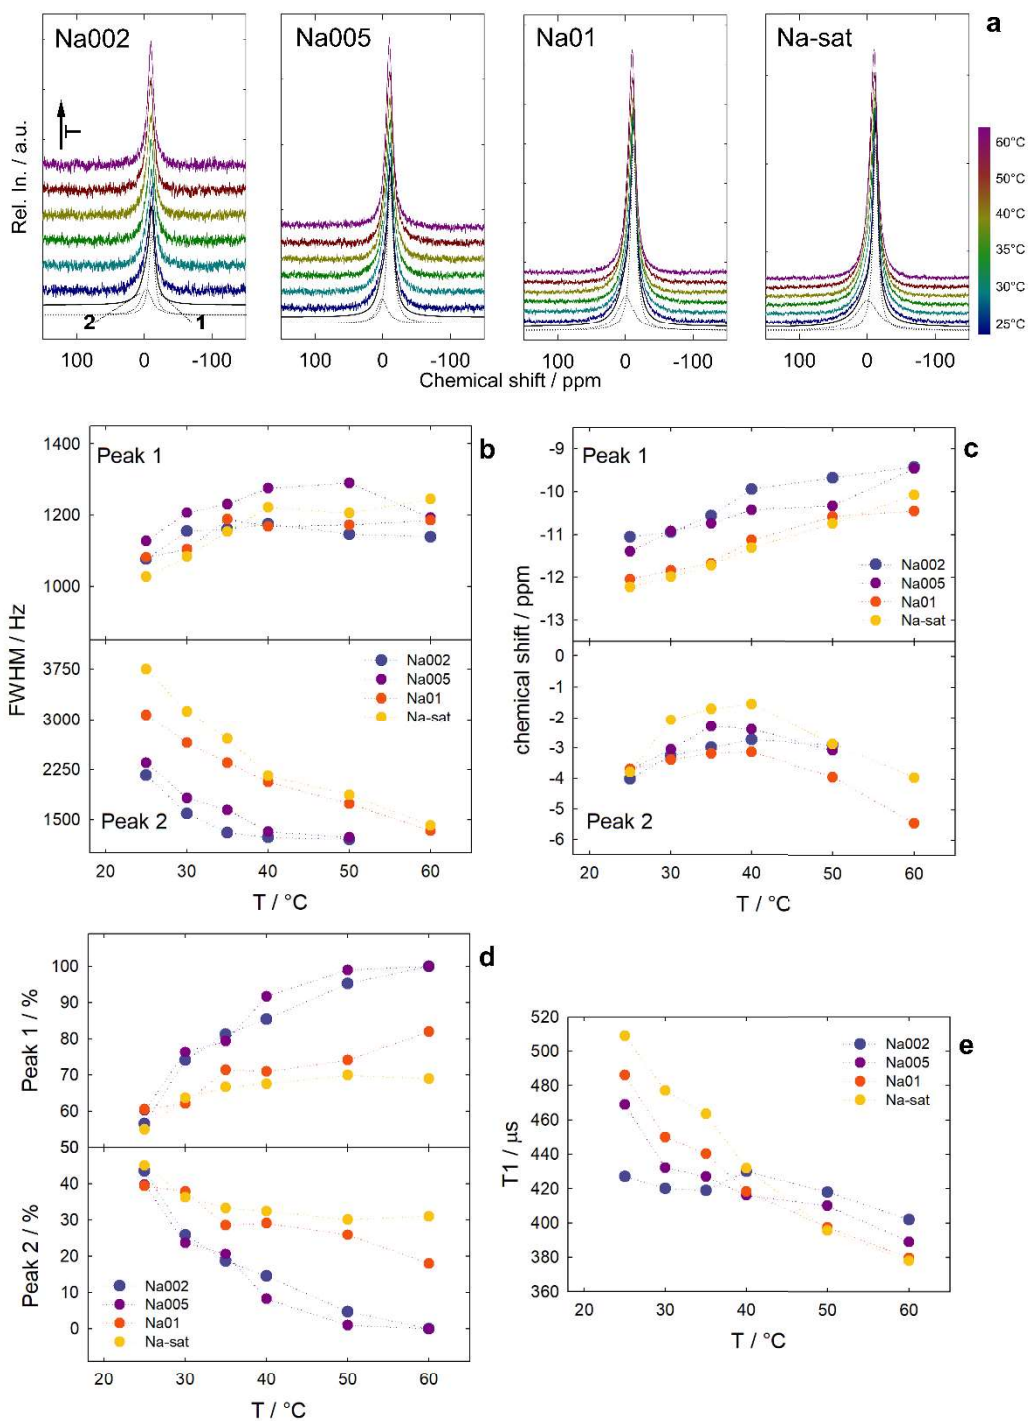 Na002
Na005
Na01
Na-sat
a
Rel. In. / a.u.
T
2
1
100 0 -100
100 0 -100
100 0 -100
100 0 -100
Chemical shift / ppm
60°C
50°C
40°C
35°C
30°C
25°C
b
Peak 1
1400
1200
1000
FWHM / Hz
3750
3000
2250
1500
Na002
Na005
Na01
Na-sat
Peak 2
20 30 40 50 60
T / °C
c
Peak 1
-9
-10
-11
-12
-13
Na002
Na005
Na01
Na-sat
chemical shift / ppm
0
-1
-2
-3
-4
-5
-6
Peak 2
20 30 40 50 60
T / °C
d
100
90
80
70
60
50
Peak 1 / %
40
30
20
10
0
Peak 2 / %
Na002
Na005
Na01
Na-sat
20 30 40 50 60
T / °C
e
520
500
480
460
440
420
400
380
360
T1 / µs
Na002
Na005
Na01
Na-sat
20 30 40 50 60
T / °C